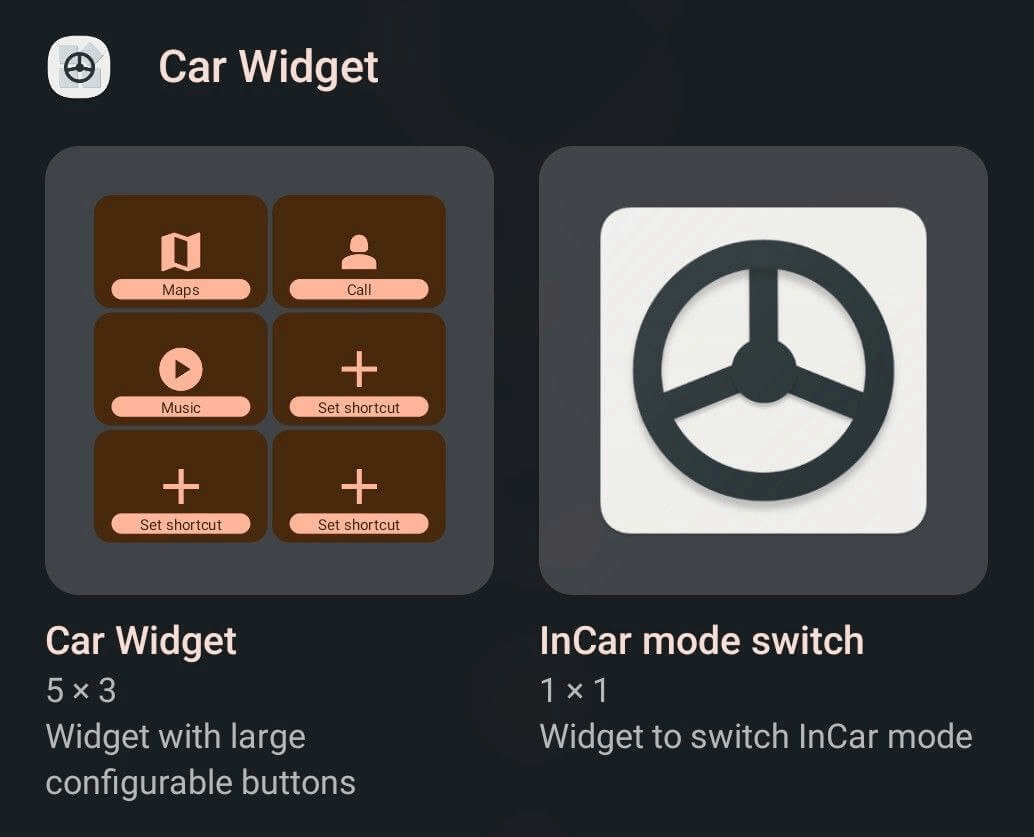 Car Widget
Maps
Call
Music
Set shortcut
Set shortcut
Set shortcut
Car Widget
5 × 3
Widget with large
configurable buttons
InCar mode switch
1 × 1
Widget to switch InCar mode